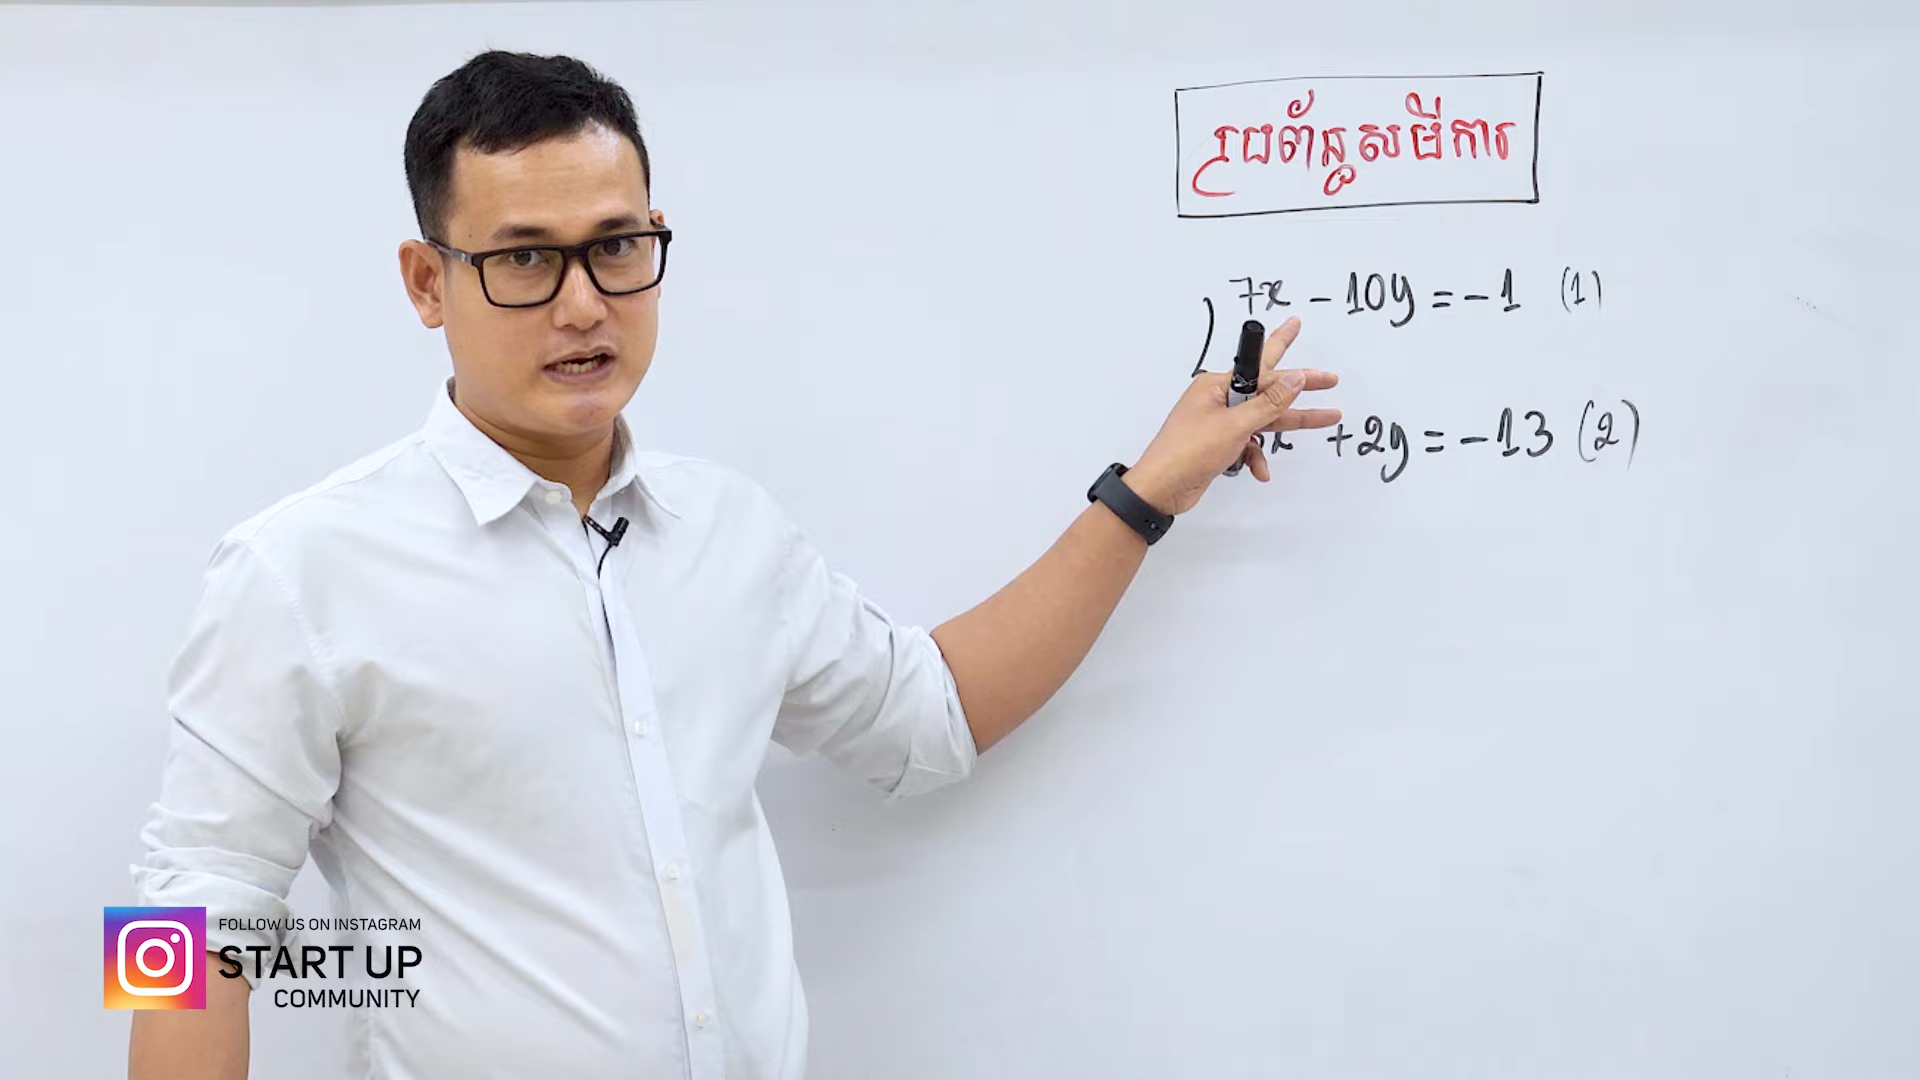 ប្រព័ន្ធសមីការ
7x - 10y = -1 (1)
+2y = -13 (2)
FOLLOW US ON INSTAGRAM
START UP
COMMUNITY